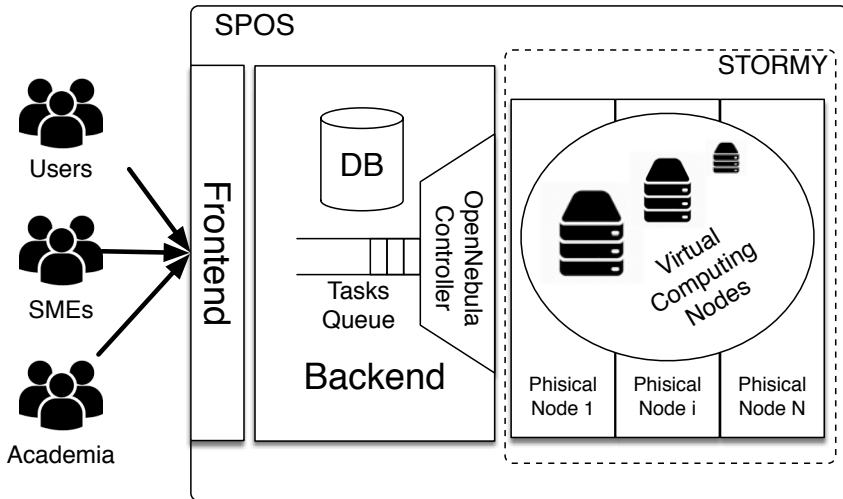 SPOS
STORMY
Users
SMEs
Academia
Frontend
DB
Tasks
Queue
OpenNebula
Controller
Backend
Virtual
Computing
Nodes
Phisical
Node 1
Phisical
Node i
Phisical
Node N